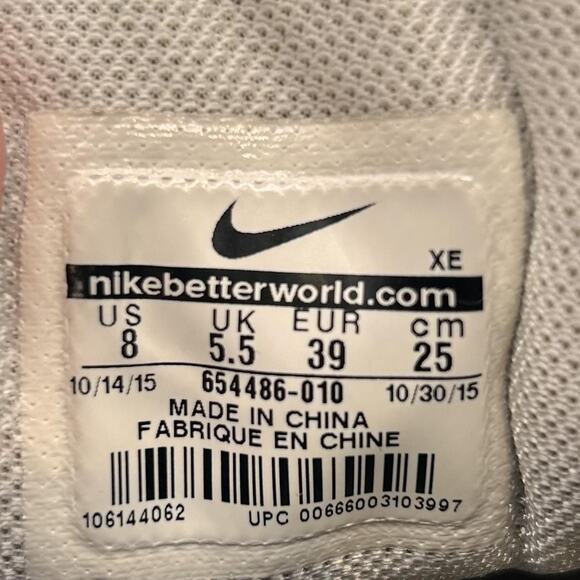 XE
nikebetterworld.com
US UK EUR cm
8 5.5 39 25
10/14/15 654486-010 10/30/15
MADE IN CHINA
FABRIQUE EN CHINE
106144062 UPC 00666003103997